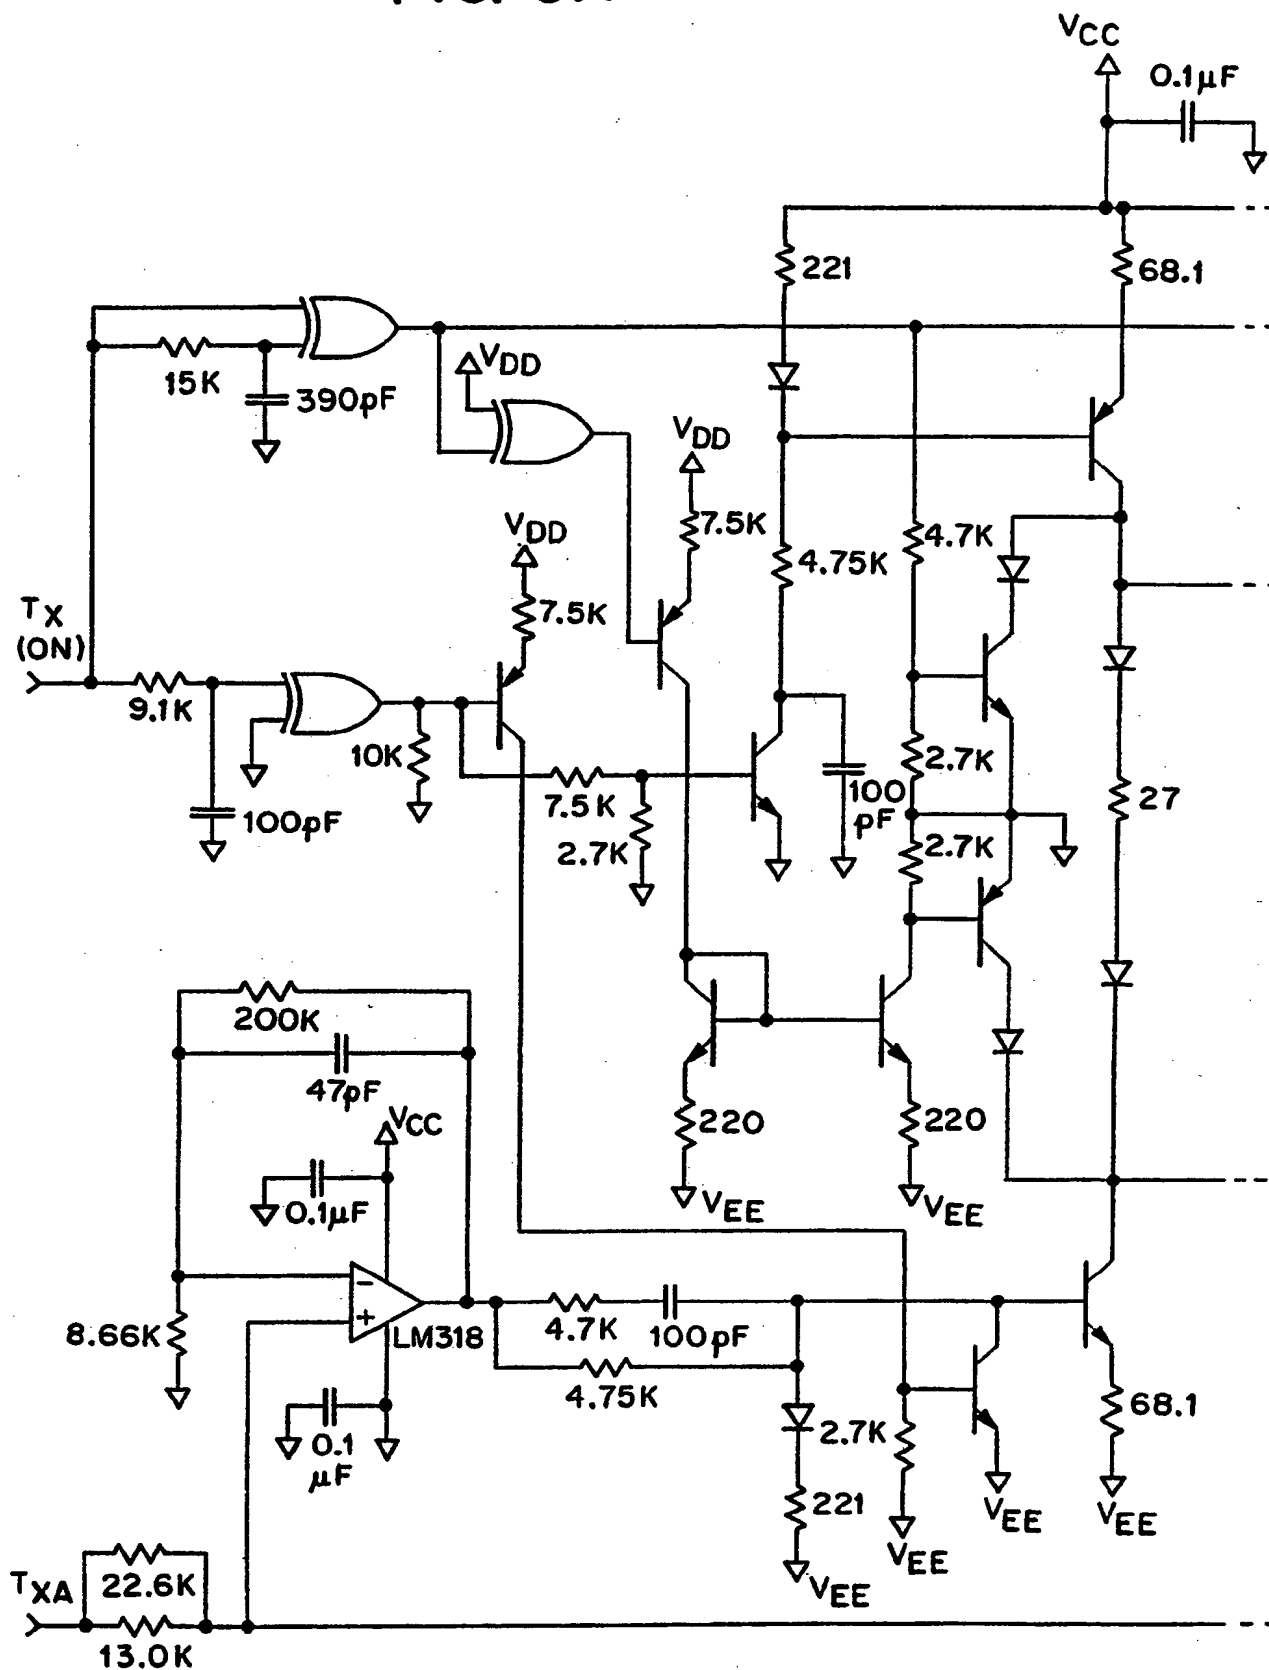 VCC
0.1μF
221
68.1
15K
390pF
VDD
VDD
7.5K
VDD
4.7K
4.75K
7.5K
TX
(ON)
9.1K
10K
2.7K
100
pF
27
7.5K
100pF
2.7K
2.7K
200K
47pF
VCC
220
220
0.1μF
VEE
VEE
−
+
LM318
8.66K
4.7K
100pF
4.75K
68.1
2.7K
0.1
μF
221
VEE
VEE
VEE
VEE
TXA
22.6K
13.0K